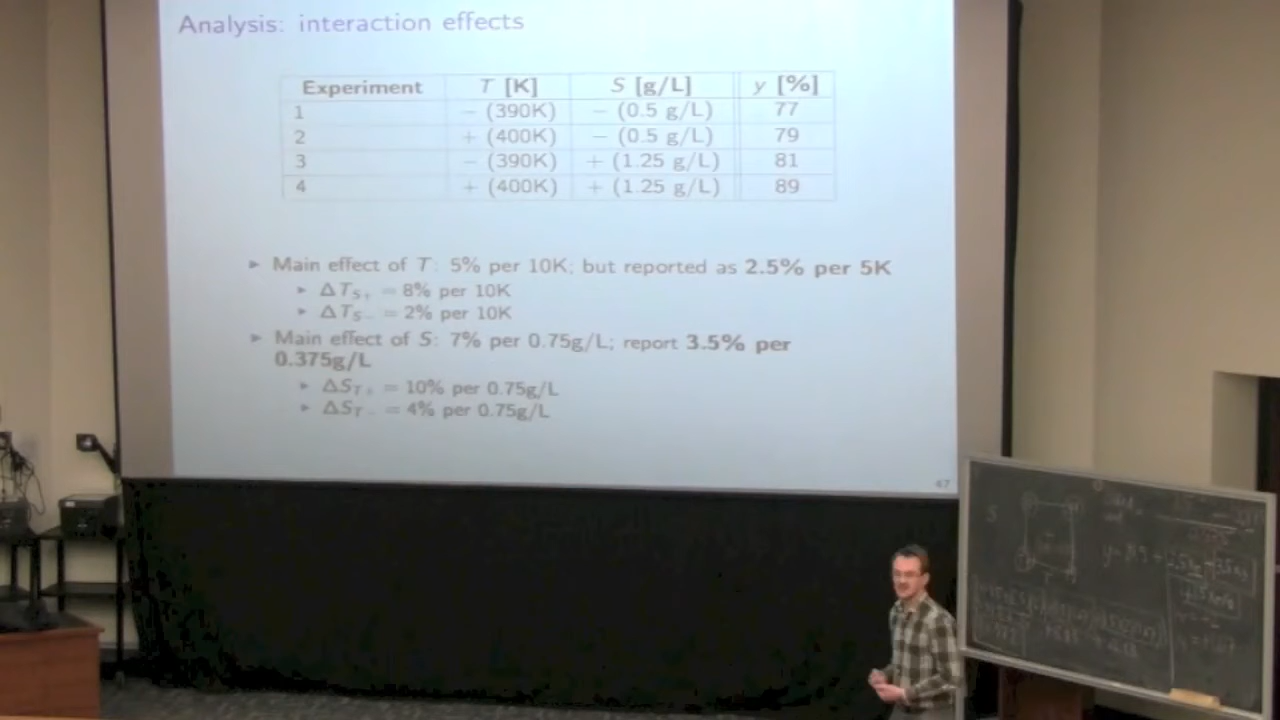 Analysis: interaction effects
Experiment T [K] S [g/L] y [%]
1 − (390K) − (0.5 g/L) 77
2 + (400K) − (0.5 g/L) 79
3 − (390K) + (1.25 g/L) 81
4 + (400K) + (1.25 g/L) 89
▸ Main effect of T: 5% per 10K; but reported as 2.5% per 5K
▸ ΔT_S+ = 8% per 10K
▸ ΔT_S− = 2% per 10K
▸ Main effect of S: 7% per 0.75g/L; report 3.5% per
0.375g/L
▸ ΔS_T+ = 10% per 0.75g/L
▸ ΔS_T− = 4% per 0.75g/L
47
S